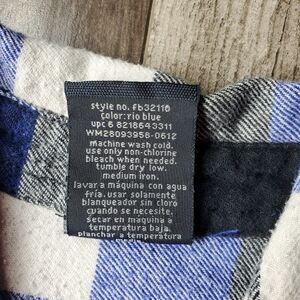 style no. fb32116
color: rio blue
upc 6 8218643311
WM28093958-0612
machine wash cold.
use only non-chlorine
bleach when needed.
tumble dry low.
medium iron.
lavar a máquina con agua
fría. usar solamente
blanqueador sin cloro
cuando se necesite.
secar en máquina a
temperatura baja.
planchar a temperatura